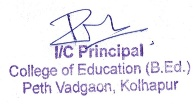 I/C Principal
College of Education (B.Ed.)
Peth Vadgaon, Kolhapur